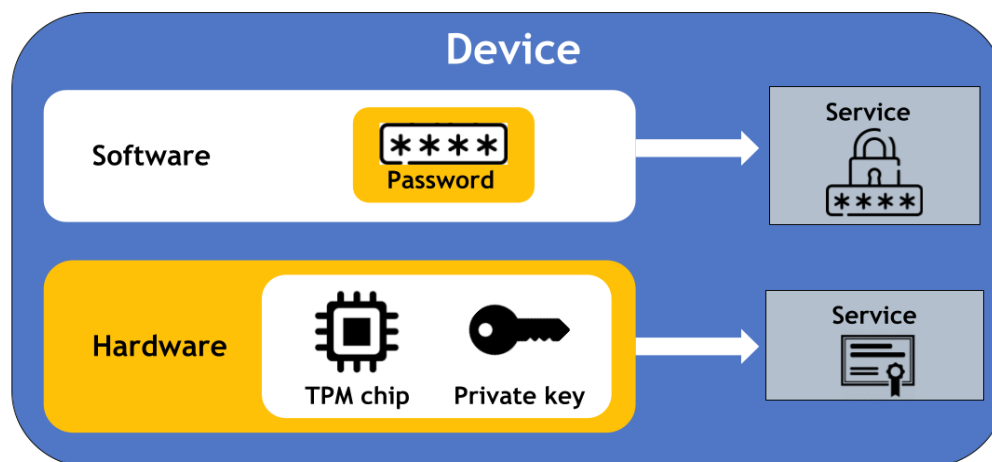 Device
Software
****
Password
Service
****
Hardware
TPM chip
Private key
Service